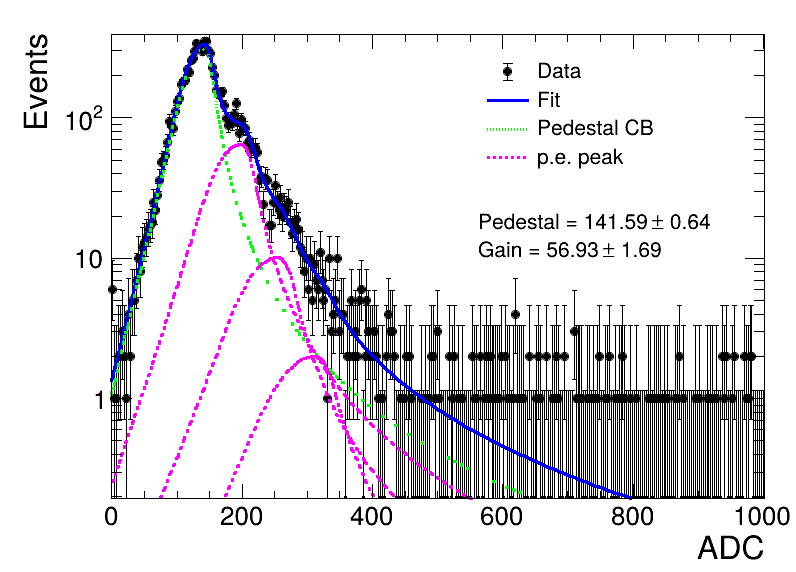 Events
10²
10
1
Data
Fit
Pedestal CB
p.e. peak
Pedestal = 141.59 ± 0.64
Gain = 56.93 ± 1.69
0 200 400 600 800 1000
ADC